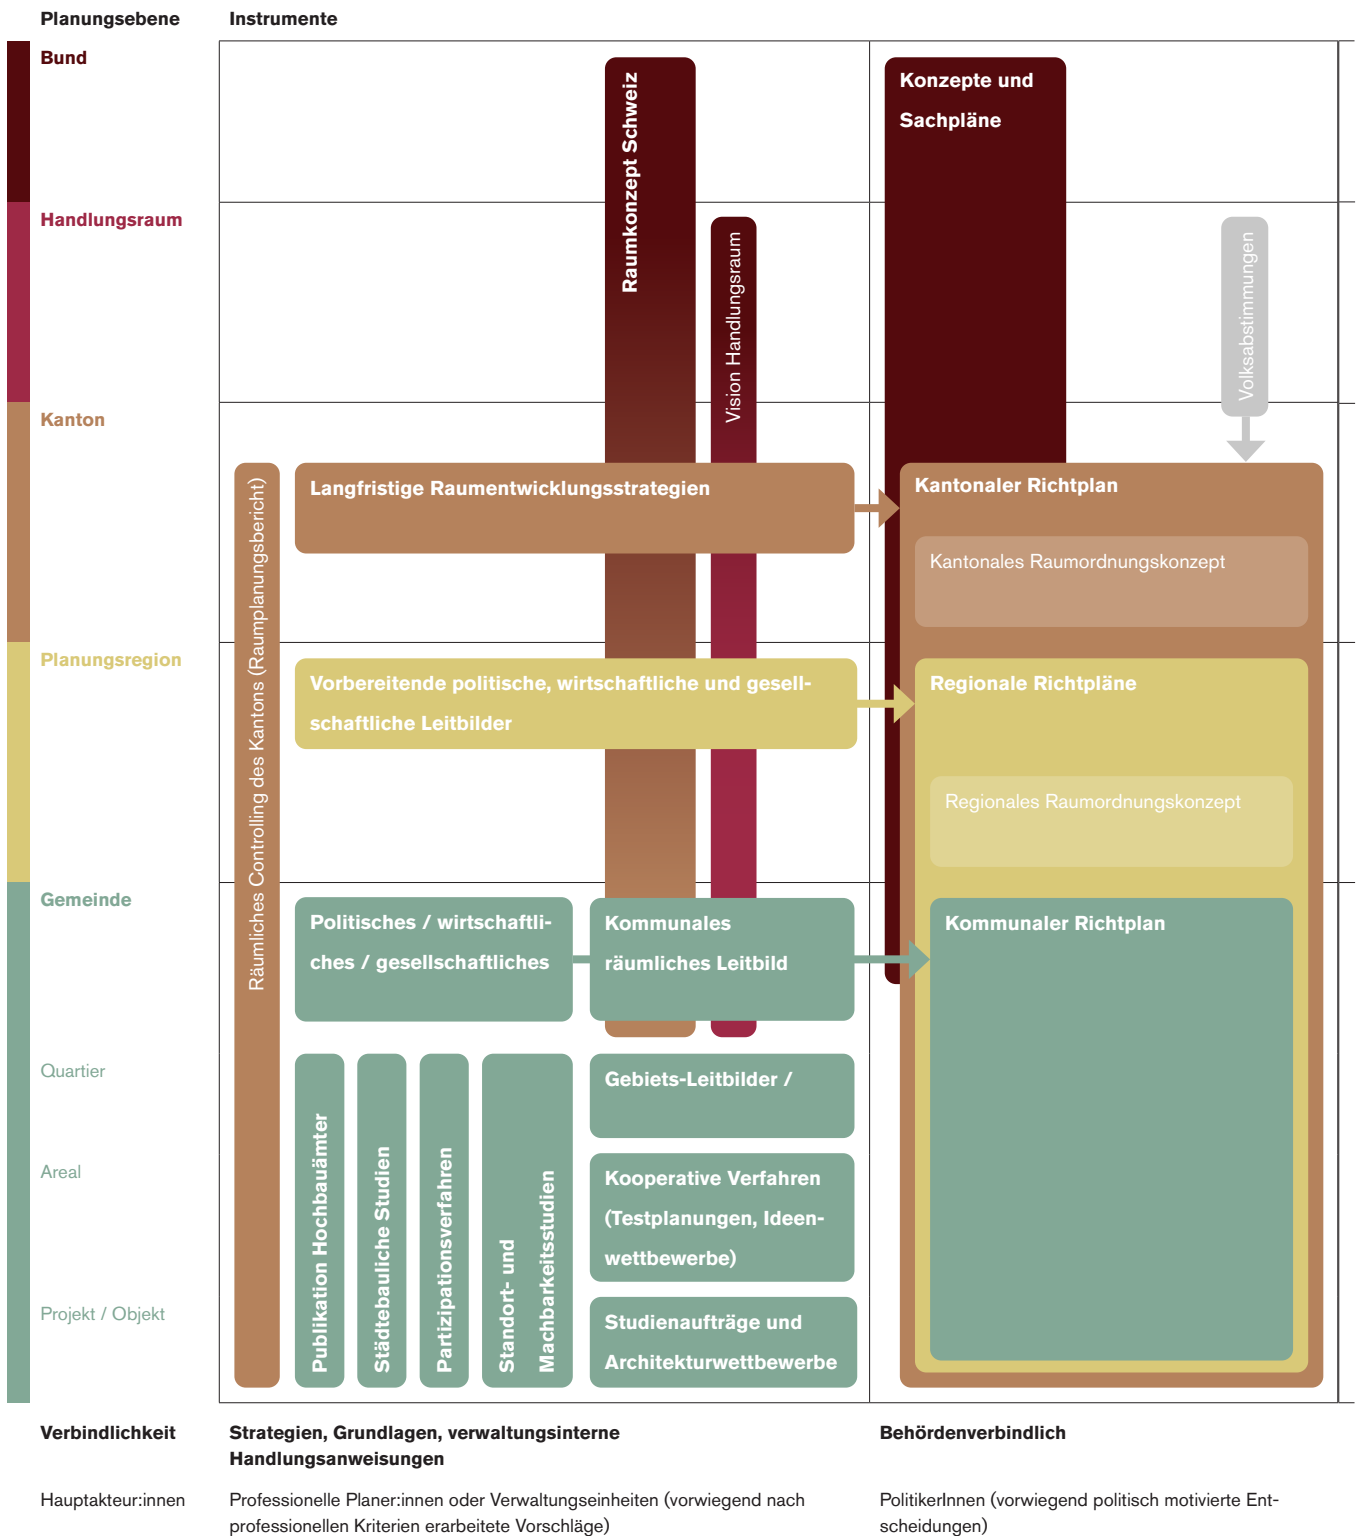 Planungsebene
Instrumente
Bund
Raumkonzept Schweiz
Konzepte und
Sachpläne
Handlungsraum
Vision Handlungsraum
Volksabstimmungen
Kanton
Räumliches Controlling des Kantons (Raumplanungsbericht)
Langfristige Raumentwicklungsstrategien
Kantonaler Richtplan
Kantonales Raumordnungskonzept
Planungsregion
Vorbereitende politische, wirtschaftliche und gesell-
schaftliche Leitbilder
Regionale Richtpläne
Regionales Raumordnungskonzept
Gemeinde
Politisches / wirtschaftli-
ches / gesellschaftliches
Kommunales
räumliches Leitbild
Kommunaler Richtplan
Quartier
Areal
Projekt / Objekt
Publikation Hochbauämter
Städtebauliche Studien
Partizipationsverfahren
Standort- und
Machbarkeitsstudien
Gebiets-Leitbilder /
Kooperative Verfahren
(Testplanungen, Ideen-
wettbewerbe)
Studienaufträge und
Architekturwettbewerbe
Verbindlichkeit
Strategien, Grundlagen, verwaltungsinterne
Handlungsanweisungen
Behördenverbindlich
Hauptakteur:innen
Professionelle Planer:innen oder Verwaltungseinheiten (vorwiegend nach
professionellen Kriterien erarbeitete Vorschläge)
PolitikerInnen (vorwiegend politisch motivierte Ent-
scheidungen)